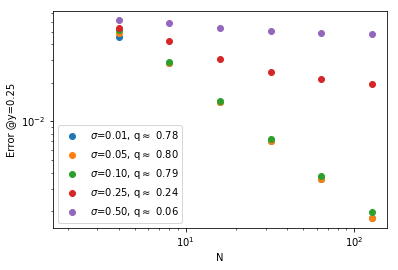 Error @y=0.25
10⁻²
σ=0.01, q≈ 0.78
σ=0.05, q≈ 0.80
σ=0.10, q≈ 0.79
σ=0.25, q≈ 0.24
σ=0.50, q≈ 0.06
10¹ 10²
N